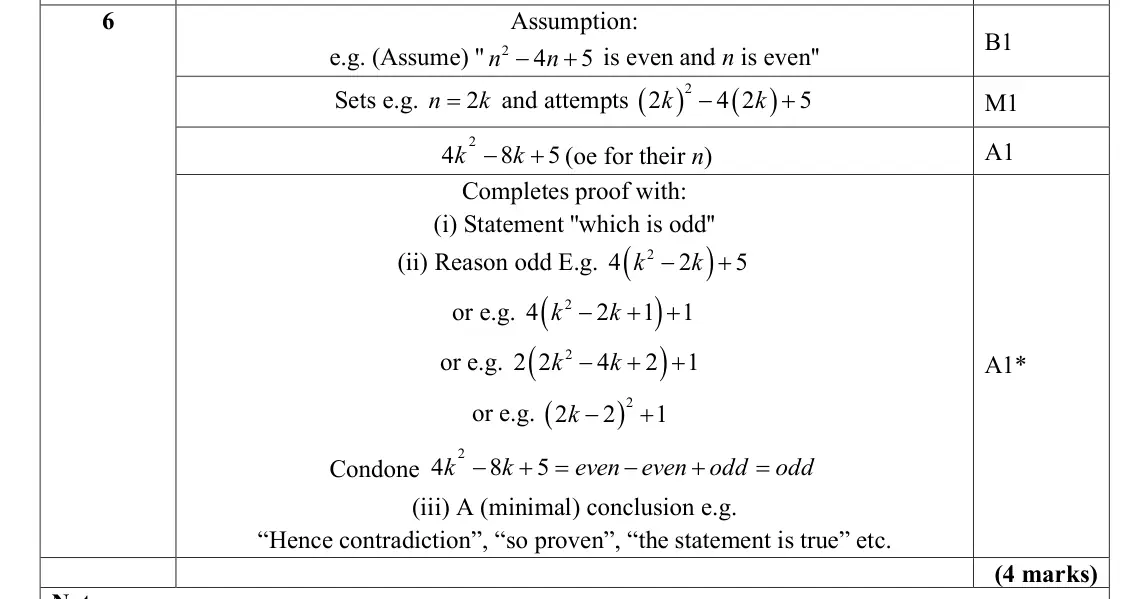 6
Assumption:
e.g. (Assume) " n² − 4n + 5 is even and n is even"
B1
Sets e.g. n = 2k and attempts (2k)² − 4(2k) + 5
M1
4k² − 8k + 5 (oe for their n)
A1
Completes proof with:
(i) Statement "which is odd"
(ii) Reason odd E.g. 4(k² − 2k) + 5
or e.g. 4(k² − 2k + 1) + 1
or e.g. 2(2k² − 4k + 2) + 1
A1*
or e.g. (2k − 2)² + 1
Condone 4k² − 8k + 5 = even − even + odd = odd
(iii) A (minimal) conclusion e.g.
“Hence contradiction”, “so proven”, “the statement is true” etc.
(4 marks)